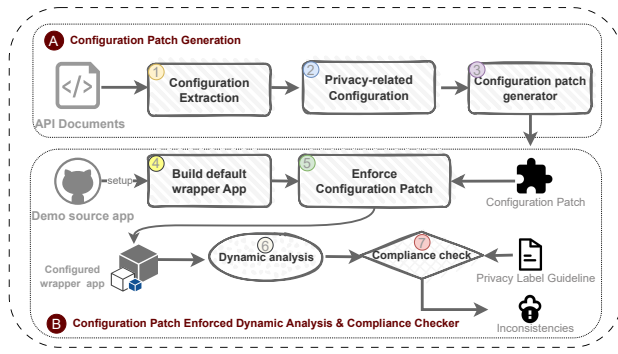 A Configuration Patch Generation
1
Configuration
Extraction
2
Privacy-related
Configuration
3
Configuration patch
generator
</>
API Documents
4
Build default
wrapper App
5
Enforce
Configuration Patch
setup
Demo source app
Configuration Patch
6
Dynamic analysis
7
Compliance check
Configured
wrapper app
Privacy Label Guideline
B Configuration Patch Enforced Dynamic Analysis & Compliance Checker
Inconsistencies